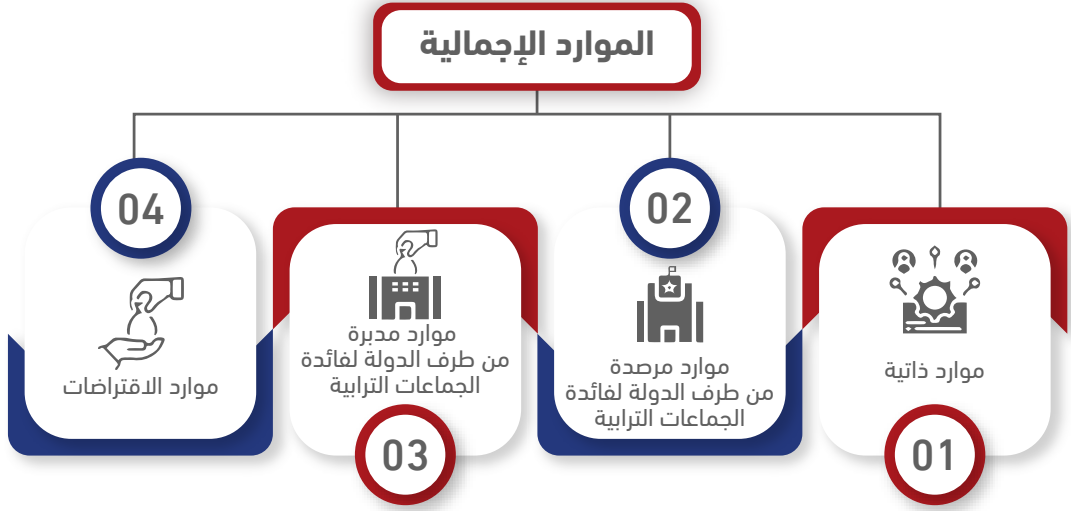 الموارد الإجمالية
01
موارد ذاتية
02
موارد مرصدة
من طرف الدولة لفائدة
الجماعات الترابية
03
موارد مدبرة
من طرف الدولة لفائدة
الجماعات الترابية
04
موارد الاقتراضات